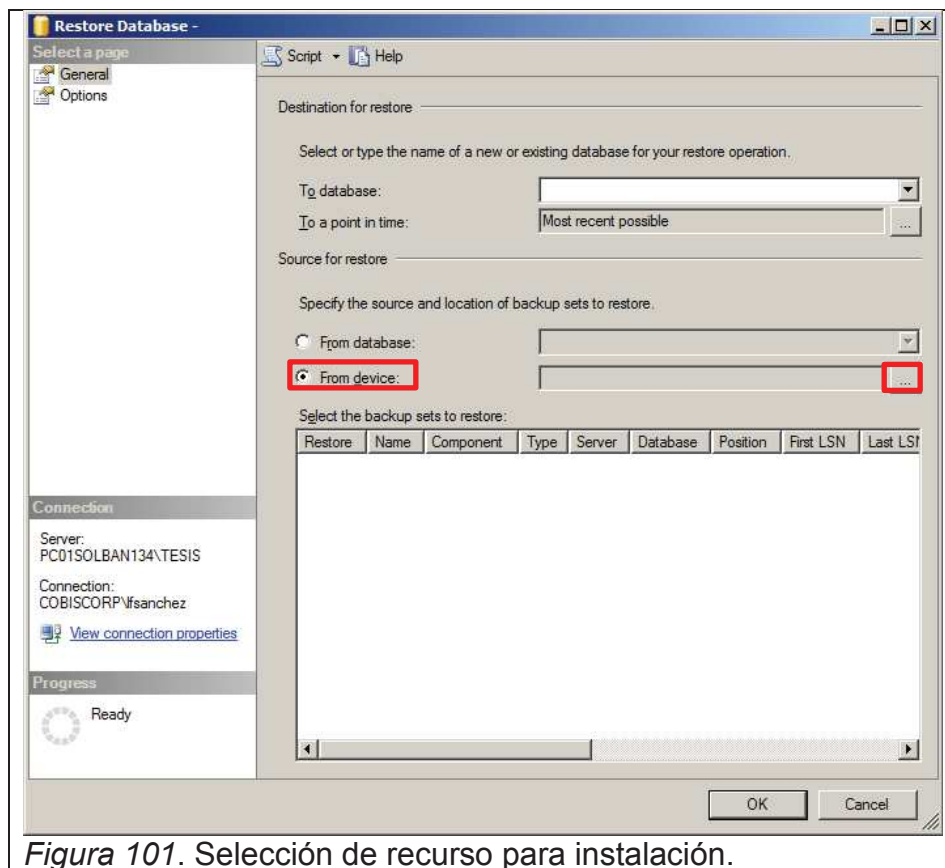 Restore Database -
Select a page
General
Options
Script Help
Destination for restore
Select or type the name of a new or existing database for your restore operation.
To database:
To a point in time: Most recent possible ...
Source for restore
Specify the source and location of backup sets to restore.
From database:
From device: ...
Select the backup sets to restore:
Restore Name Component Type Server Database Position First LSN Last LSN
Connection
Server:
PC01SOLBAN134\TESIS
Connection:
COBISCORP\lfsanchez
View connection properties
Progress
Ready
OK Cancel
Figura 101. Selección de recurso para instalación.